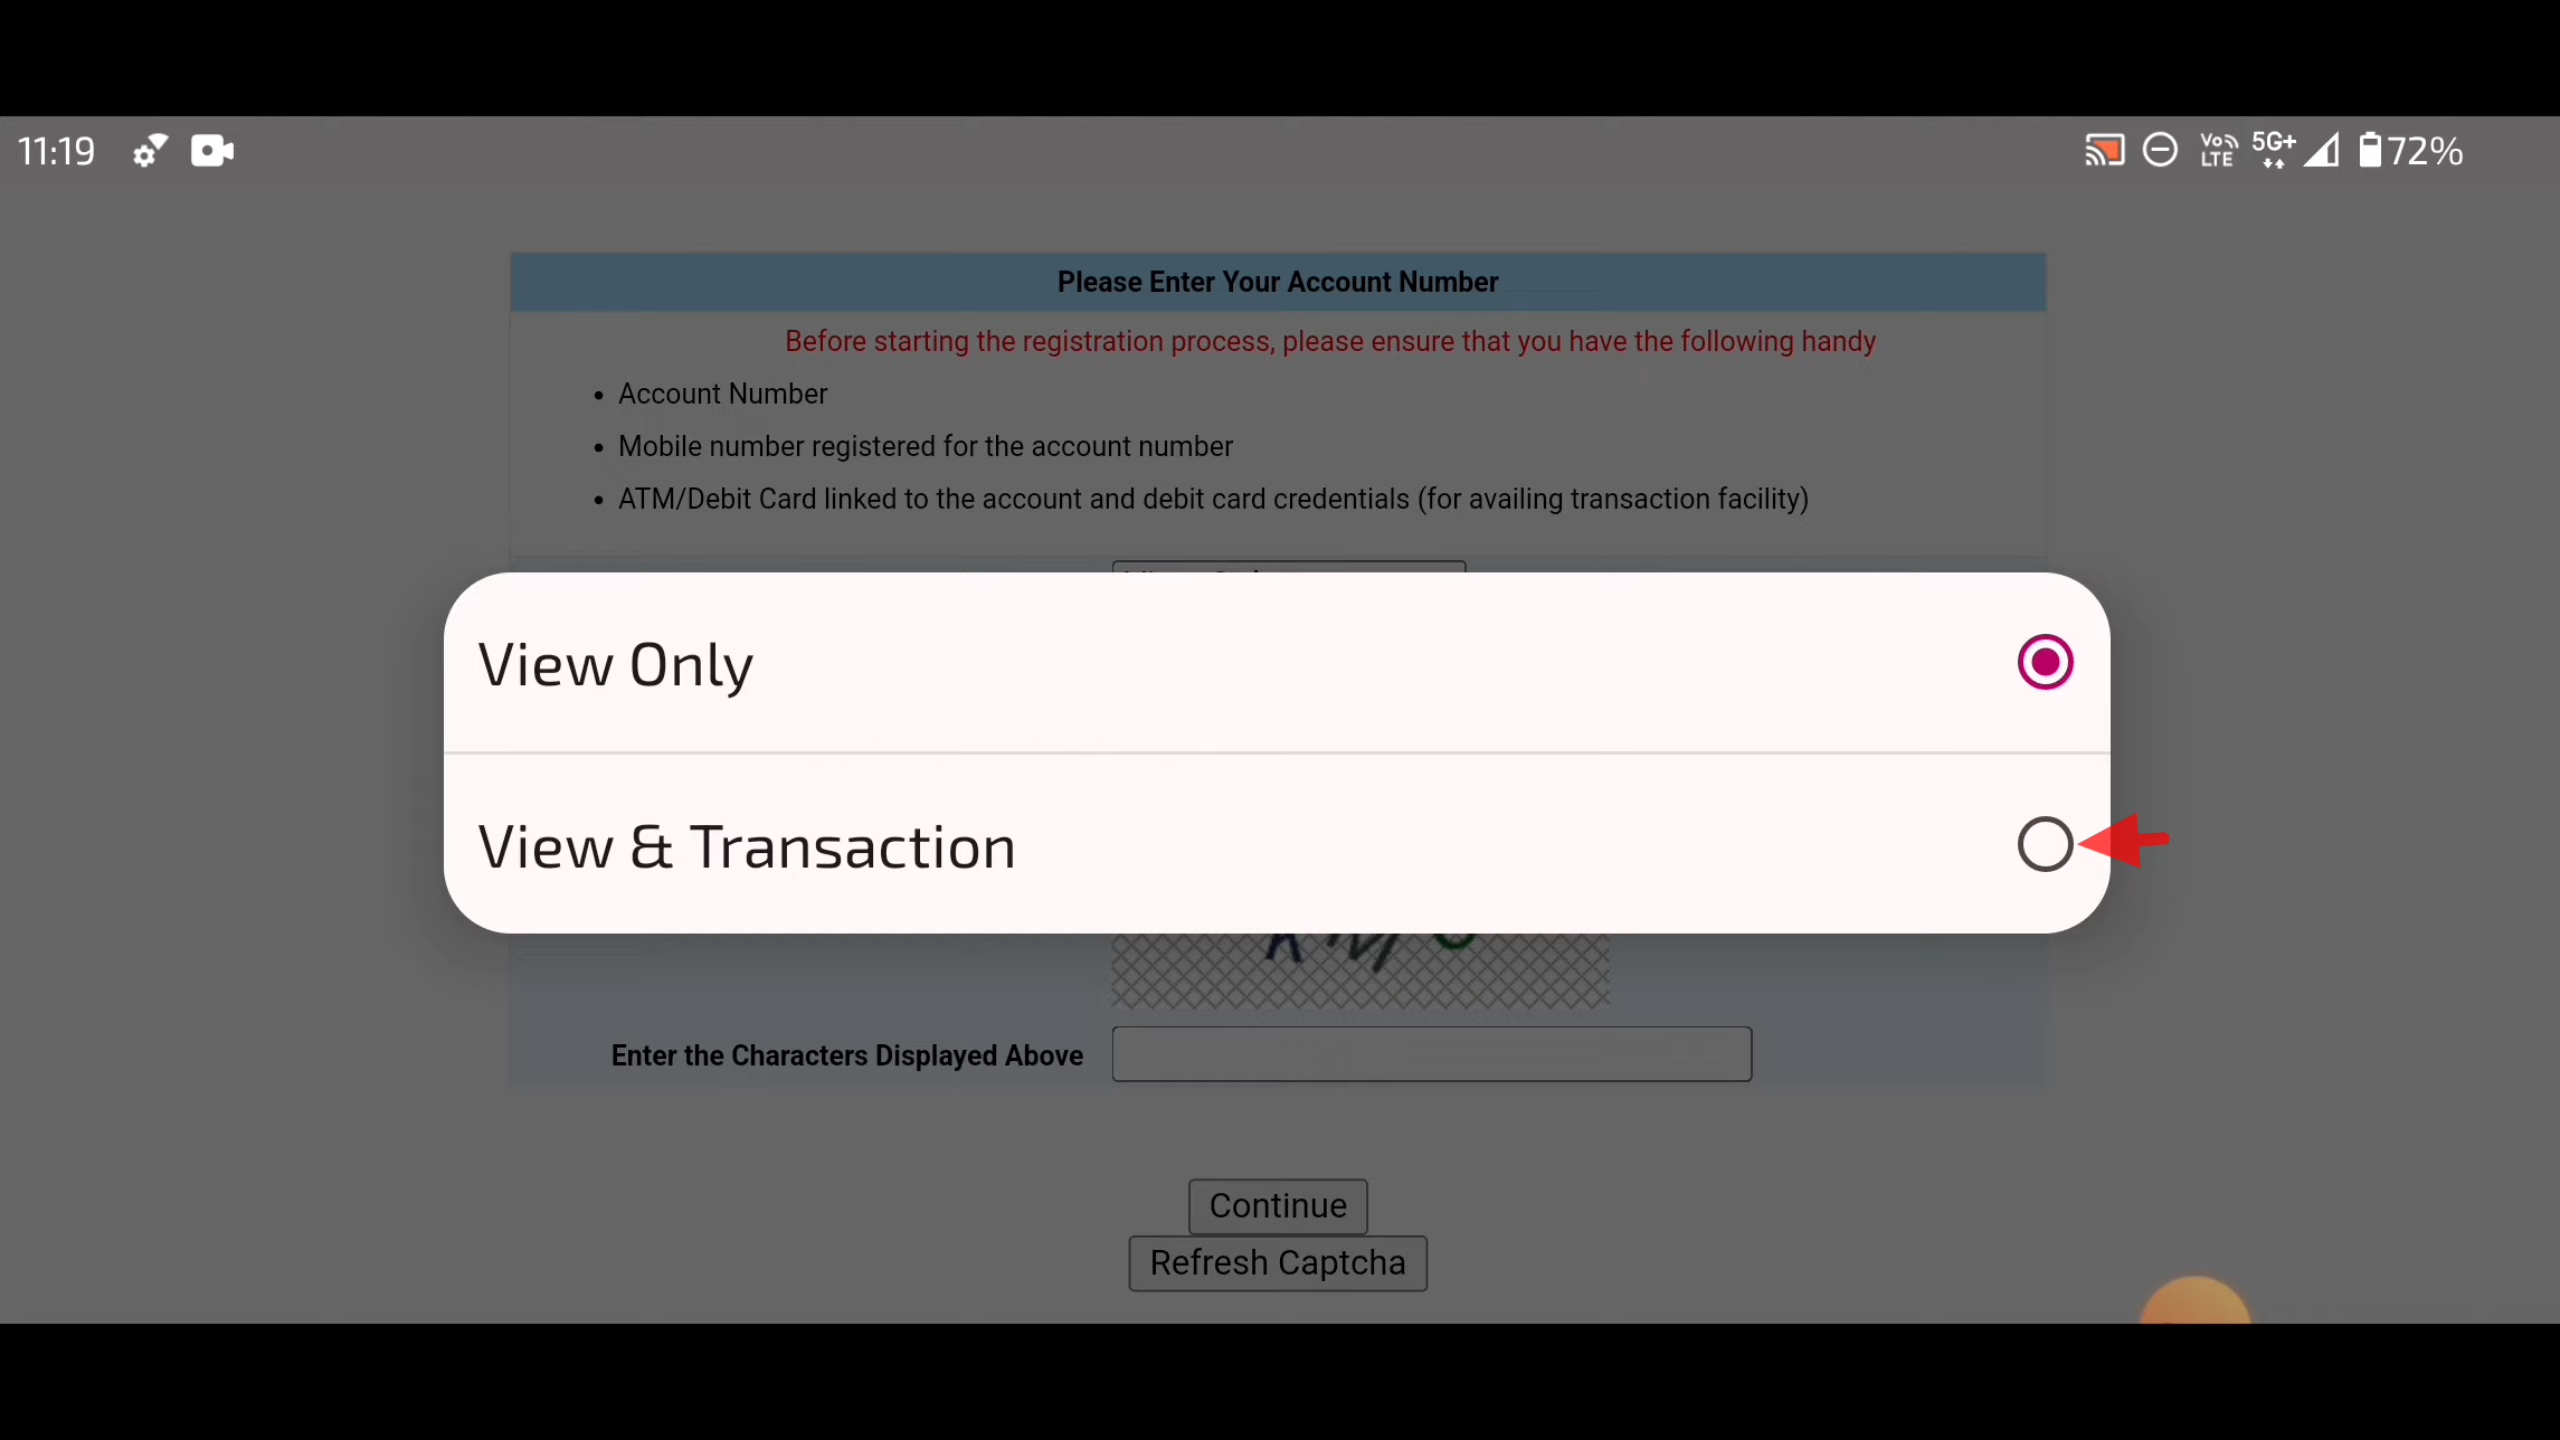 11:19
Vo LTE 5G+ 72%
Please Enter Your Account Number
Before starting the registration process, please ensure that you have the following handy
• Account Number
• Mobile number registered for the account number
• ATM/Debit Card linked to the account and debit card credentials (for availing transaction facility)
View Only
View & Transaction
Enter the Characters Displayed Above
Continue
Refresh Captcha